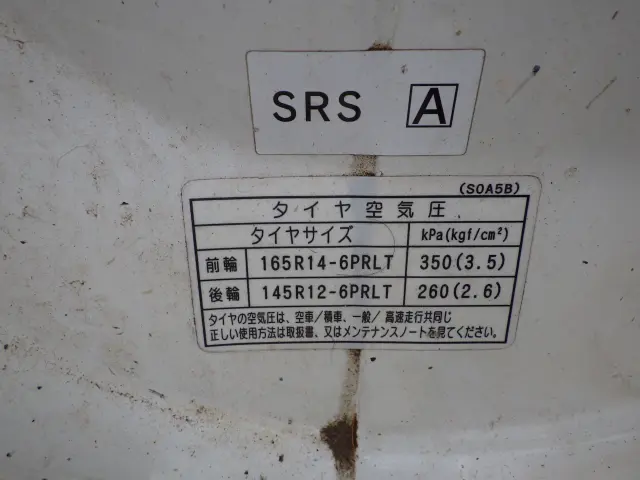 SRS A
(S0A5B)
タイヤ空気圧
タイヤサイズ kPa(kgf/cm²)
前輪 165R14-6PRLT 350(3.5)
後輪 145R12-6PRLT 260(2.6)
タイヤの空気圧は、空車/積車、一般/高速走行共同じ
正しい使用方法は取扱書、又はメンテナンスノートを見てください。